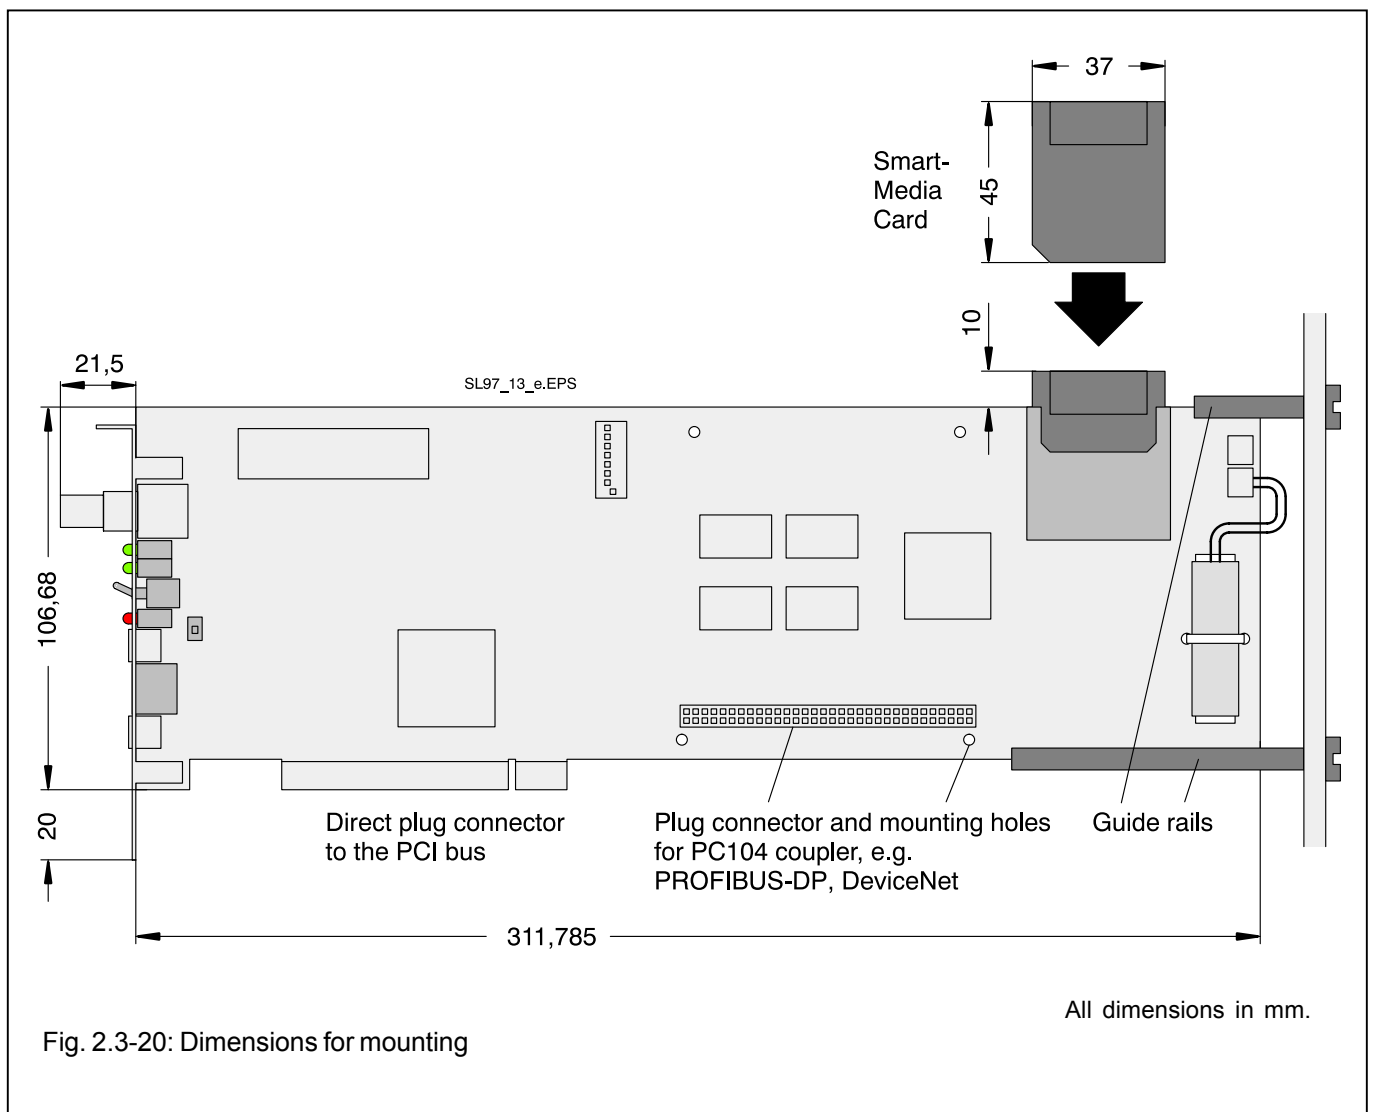 37
Smart-
Media
Card
45
10
21,5
SL97_13_e.EPS
106,68
20
Direct plug connector
to the PCI bus
Plug connector and mounting holes
for PC104 coupler, e.g.
PROFIBUS-DP, DeviceNet
Guide rails
311,785
All dimensions in mm.
Fig. 2.3-20: Dimensions for mounting